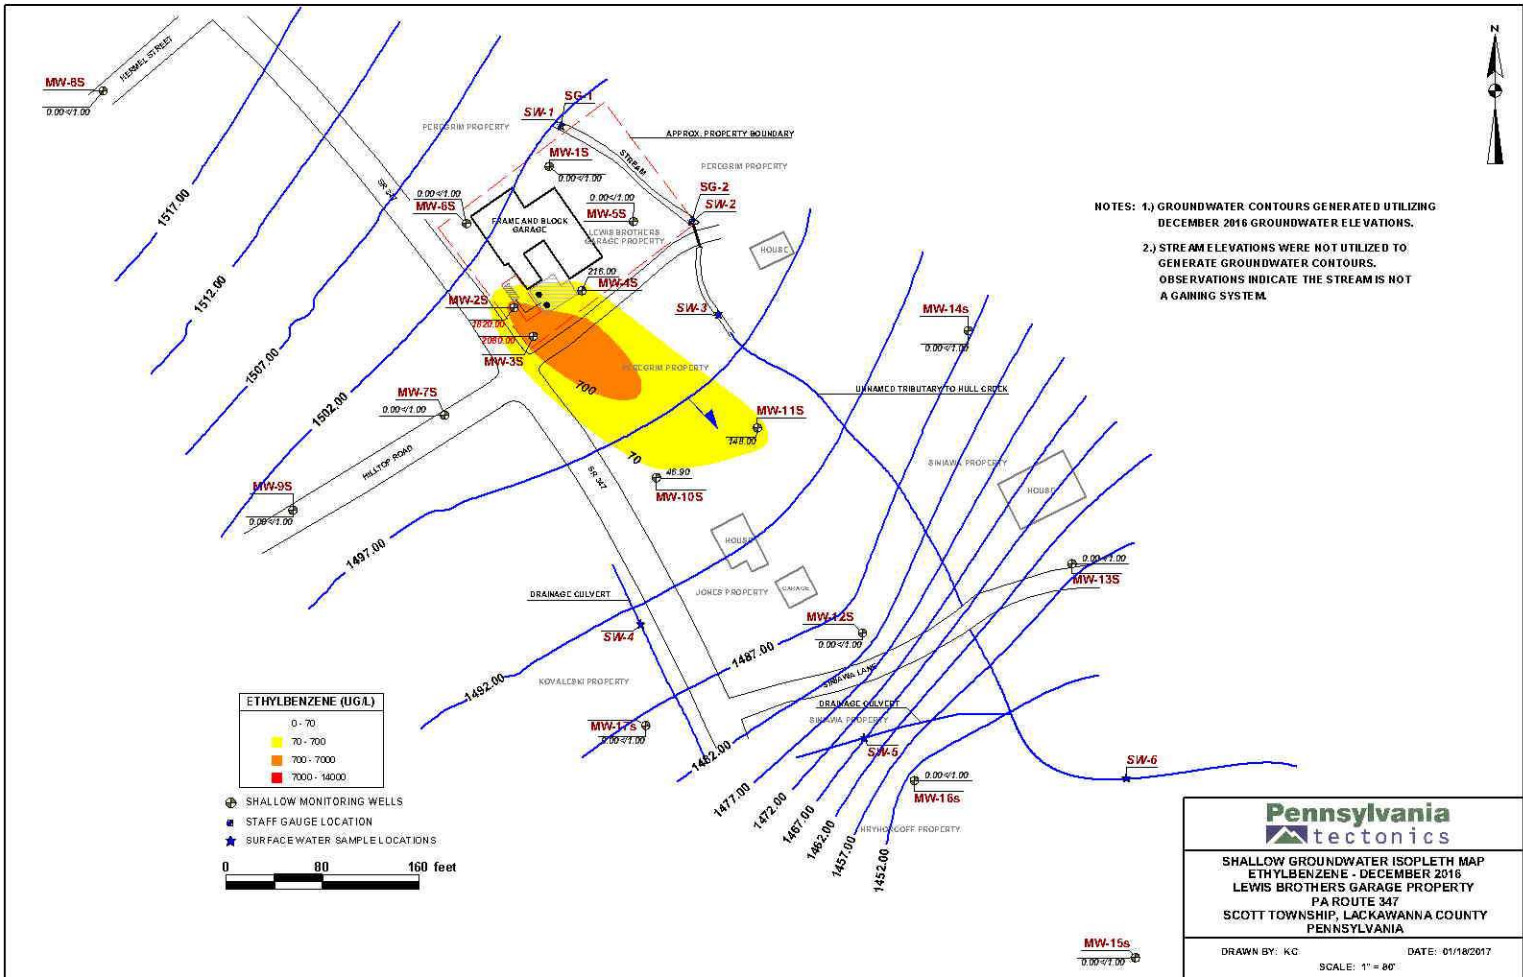 MW-8S
0.00</1.00
HERMEL STREET
SG-1
SW-1
PEREGRIM PROPERTY
APPROX. PROPERTY BOUNDARY
STREAM
MW-1S
0.00</1.00
PEREGRIM PROPERTY
N
0.00</1.00
MW-6S
0.00</1.00
MW-5S
SG-2
SW-2
FRAME AND BLOCK
GARAGE
LEWIS BROTHERS
GARAGE PROPERTY
HOUSE
NOTES: 1.) GROUNDWATER CONTOURS GENERATED UTILIZING
DECEMBER 2016 GROUNDWATER ELEVATIONS.
2.) STREAM ELEVATIONS WERE NOT UTILIZED TO
GENERATE GROUNDWATER CONTOURS.
OBSERVATIONS INDICATE THE STREAM IS NOT
A GAINING SYSTEM.
1517.00
1512.00
1507.00
1502.00
1497.00
216.00
MW-4S
MW-2S
1820.00
2080.00
MW-3S
SW-3
MW-14s
0.00</1.00
PEREGRIM PROPERTY
700
UNNAMED TRIBUTARY TO HULL CREEK
MW-7S
0.00</1.00
MW-11S
148.00
70
46.90
MW-10S
HILLTOP ROAD
SR 347
MW-9S
0.00</1.00
SINIAWA PROPERTY
HOUSE
HOUSE
GARAGE
JONES PROPERTY
0.00</1.00
MW-13S
DRAINAGE CULVERT
SW-4
MW-12S
0.00</1.00
SINIAWA LANE
1492.00
1487.00
1482.00
KOVALESKI PROPERTY
MW-17s
0.00</1.00
DRAINAGE CULVERT
SINIAWA PROPERTY
SW-5
SW-6
0.00</1.00
MW-16s
1477.00
1472.00
1467.00
1462.00
1457.00
1452.00
ETHYLBENZENE (UG/L)
0 - 70
70 - 700
700 - 7000
7000 - 14000
SHALLOW MONITORING WELLS
STAFF GAUGE LOCATION
SURFACE WATER SAMPLE LOCATIONS
0 80 160 feet
MW-15s
0.00</1.00
Pennsylvania
tectonics
SHALLOW GROUNDWATER ISOPLETH MAP
ETHYLBENZENE - DECEMBER 2016
LEWIS BROTHERS GARAGE PROPERTY
PA ROUTE 347
SCOTT TOWNSHIP, LACKAWANNA COUNTY
PENNSYLVANIA
DRAWN BY: KC DATE: 01/18/2017
SCALE: 1" = 80'